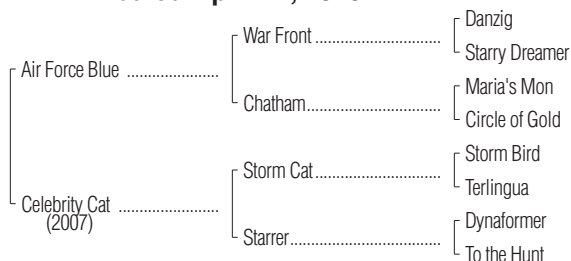 War Front
Danzig
Starry Dreamer
Air Force Blue
Chatham
Maria's Mon
Circle of Gold
Storm Cat
Storm Bird
Terlingua
Celebrity Cat
(2007)
Starrer
Dynaformer
To the Hunt